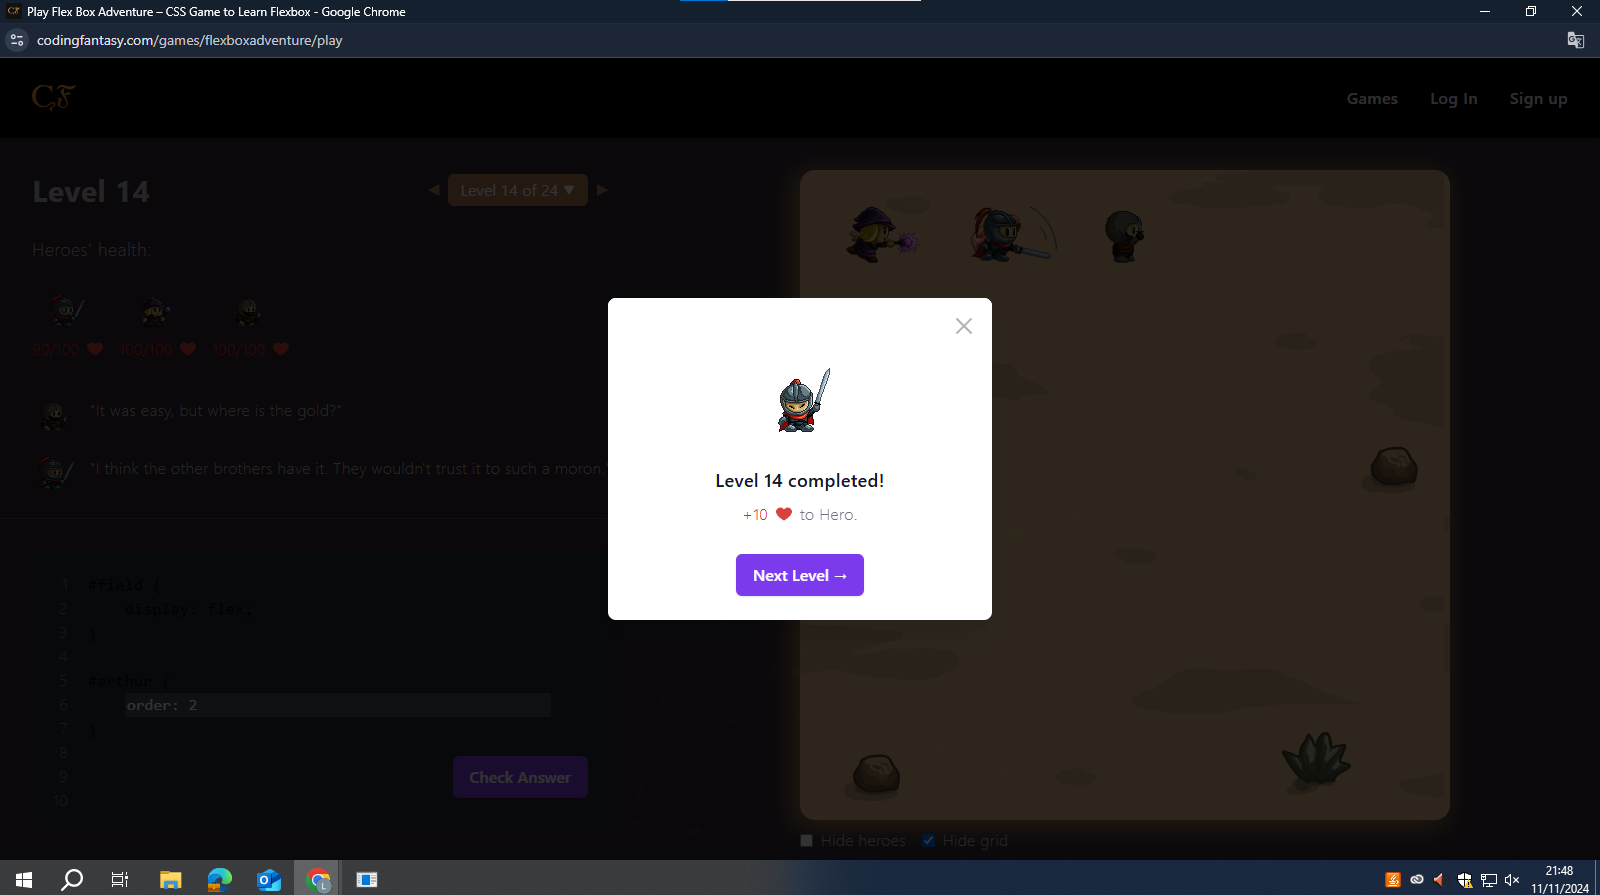 Play Flex Box Adventure – CSS Game to Learn Flexbox - Google Chrome
codingfantasy.com/games/flexboxadventure/play
CF
Games
Log In
Sign up
Level 14
◀ Level 14 of 24 ▼ ▶
Heroes' health:
90/100 ❤ 100/100 ❤ 100/100 ❤
"It was easy, but where is the gold?"
"I think the other brothers have it. They wouldn't trust it to such a moron."
1 #field {
2 display: flex;
3 }
4
5 #arthur {
6 order: 2
7 }
8
9
10
Check Answer
Level 14 completed!
+10 ❤ to Hero.
Next Level →
Hide heroes
Hide grid
21:48
11/11/2024